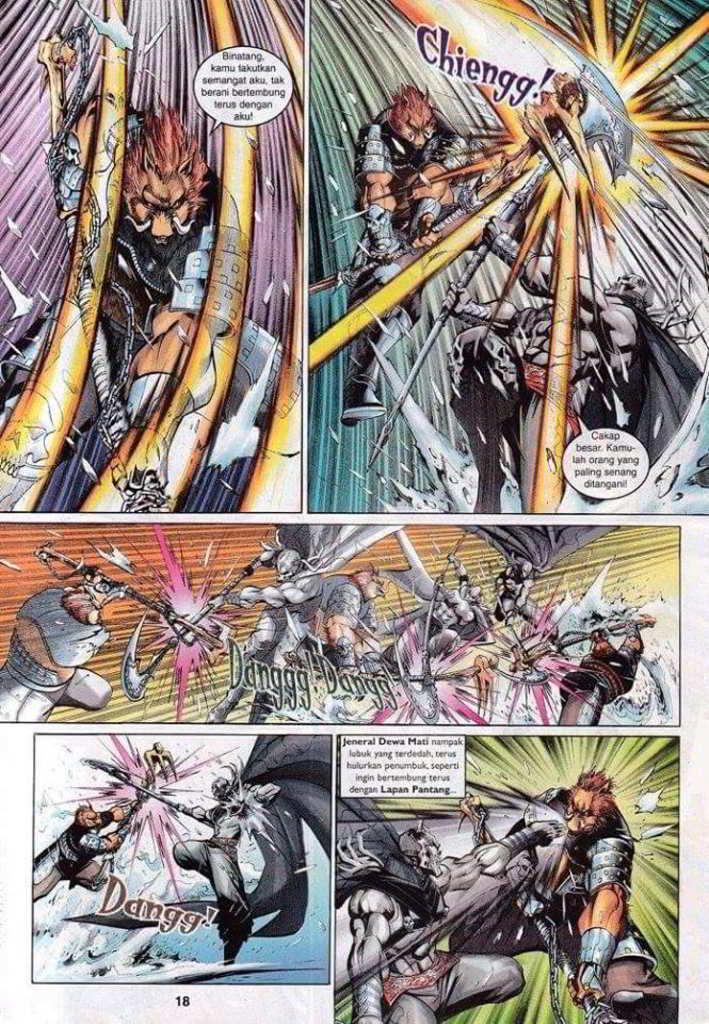 Binatang,
kamu takutkan
semangat aku, tak
berani bertembung
terus dengan
aku!
Chiengg!
Cakap
besar. Kamu-
lah orang yang
paling senang
ditangani!
Danggg! Dangg!
Dangg!
Jeneral Dewa Mati nampak
lubuk yang terdedah, terus
hulurkan penumbuk, seperti
ingin bertembung terus
dengan Lapan Pantang...
18